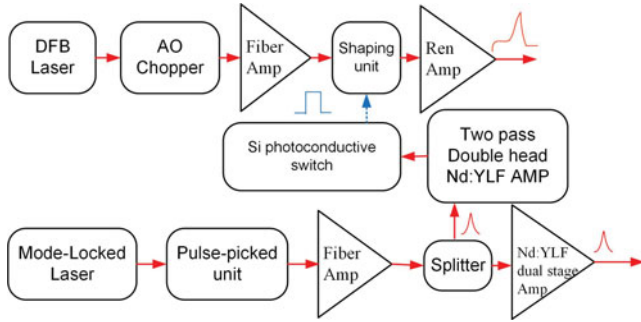 DFB
Laser
AO
Chopper
Fiber
Amp
Shaping
unit
Ren
Amp
Si photoconductive
switch
Two pass
Double head
Nd:YLF AMP
Mode-Locked
Laser
Pulse-picked
unit
Fiber
Amp
Splitter
Nd:YLF
dual stage
Amp